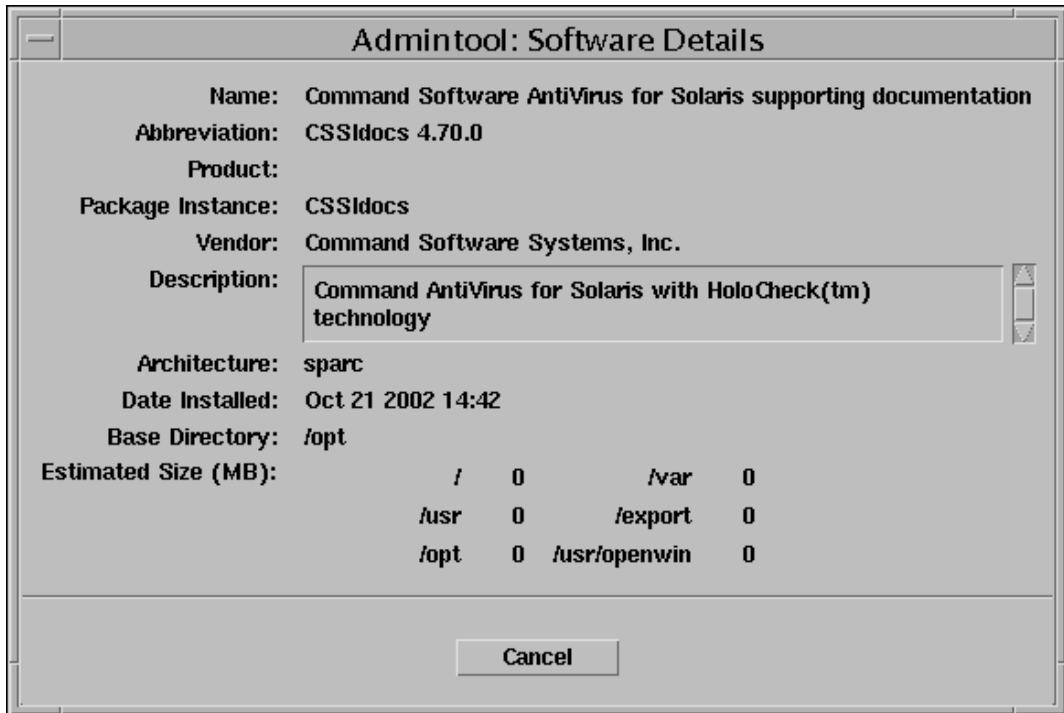 Admintool: Software Details
Name: Command Software AntiVirus for Solaris supporting documentation
Abbreviation: CSSIdocs 4.70.0
Product:
Package Instance: CSSIdocs
Vendor: Command Software Systems, Inc.
Description: Command AntiVirus for Solaris with HoloCheck(tm)
technology
Architecture: sparc
Date Installed: Oct 21 2002 14:42
Base Directory: /opt
Estimated Size (MB):
/ 0 /var 0
/usr 0 /export 0
/opt 0 /usr/openwin 0
Cancel